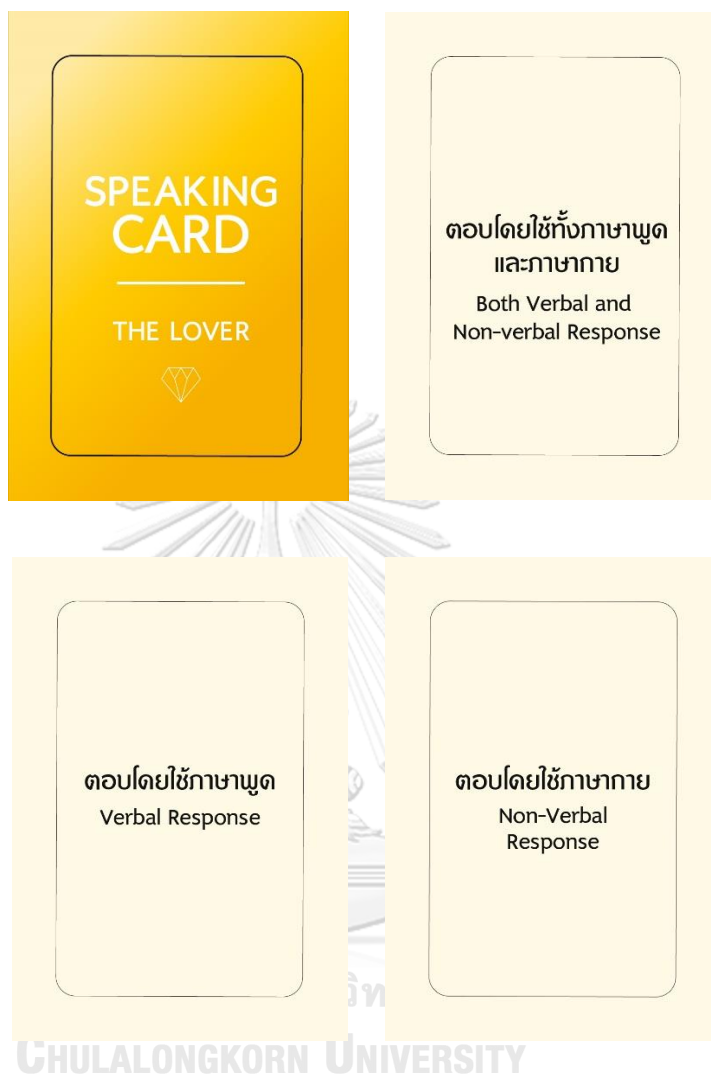 SPEAKING
CARD
THE LOVER
ตอบโดยใช้ทั้งภาษาพูด
และภาษากาย
Both Verbal and
Non-verbal Response
ตอบโดยใช้ภาษาพูด
Verbal Response
ตอบโดยใช้ภาษากาย
Non-Verbal
Response
CHULALONGKORN UNIVERSITY